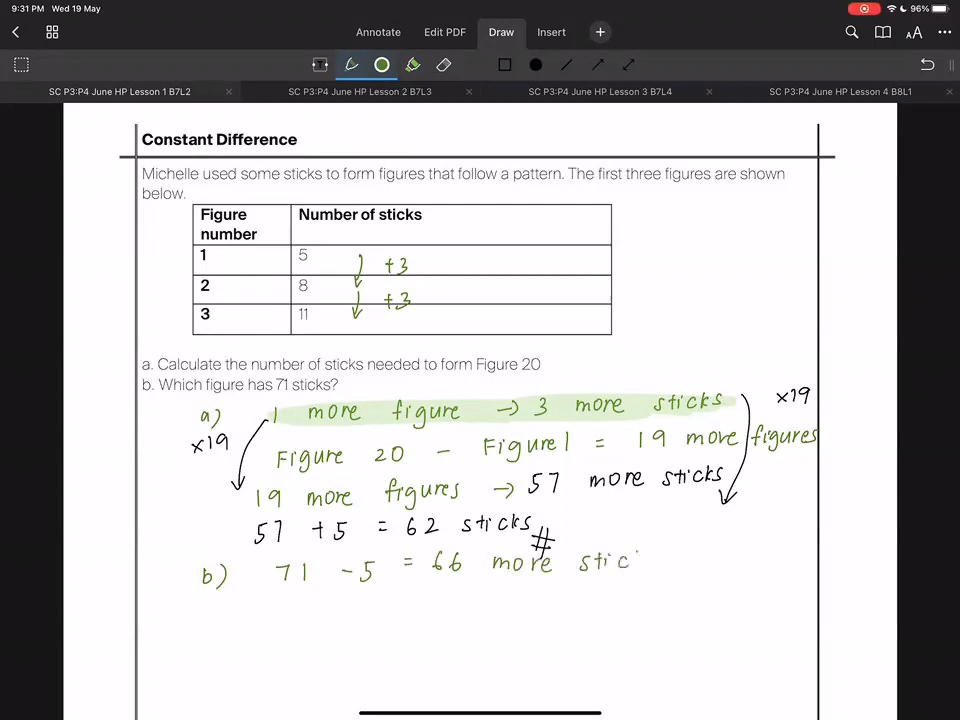 9:31 PM Wed 19 May 96%
Annotate Edit PDF Draw Insert
SC P3:P4 June HP Lesson 1 B7L2 SC P3:P4 June HP Lesson 2 B7L3 SC P3:P4 June HP Lesson 3 B7L4 SC P3:P4 June HP Lesson 4 B8L1
Constant Difference
Michelle used some sticks to form figures that follow a pattern. The first three figures are shown
below.
Figure number Number of sticks
1 5
+3
2 8
+3
3 11
a. Calculate the number of sticks needed to form Figure 20
b. Which figure has 71 sticks?
a) 1 more figure → 3 more sticks ×19
×19 Figure 20 - Figure 1 = 19 more figures
19 more figures → 57 more sticks
57 + 5 = 62 sticks #
b) 71 - 5 = 66 more stic